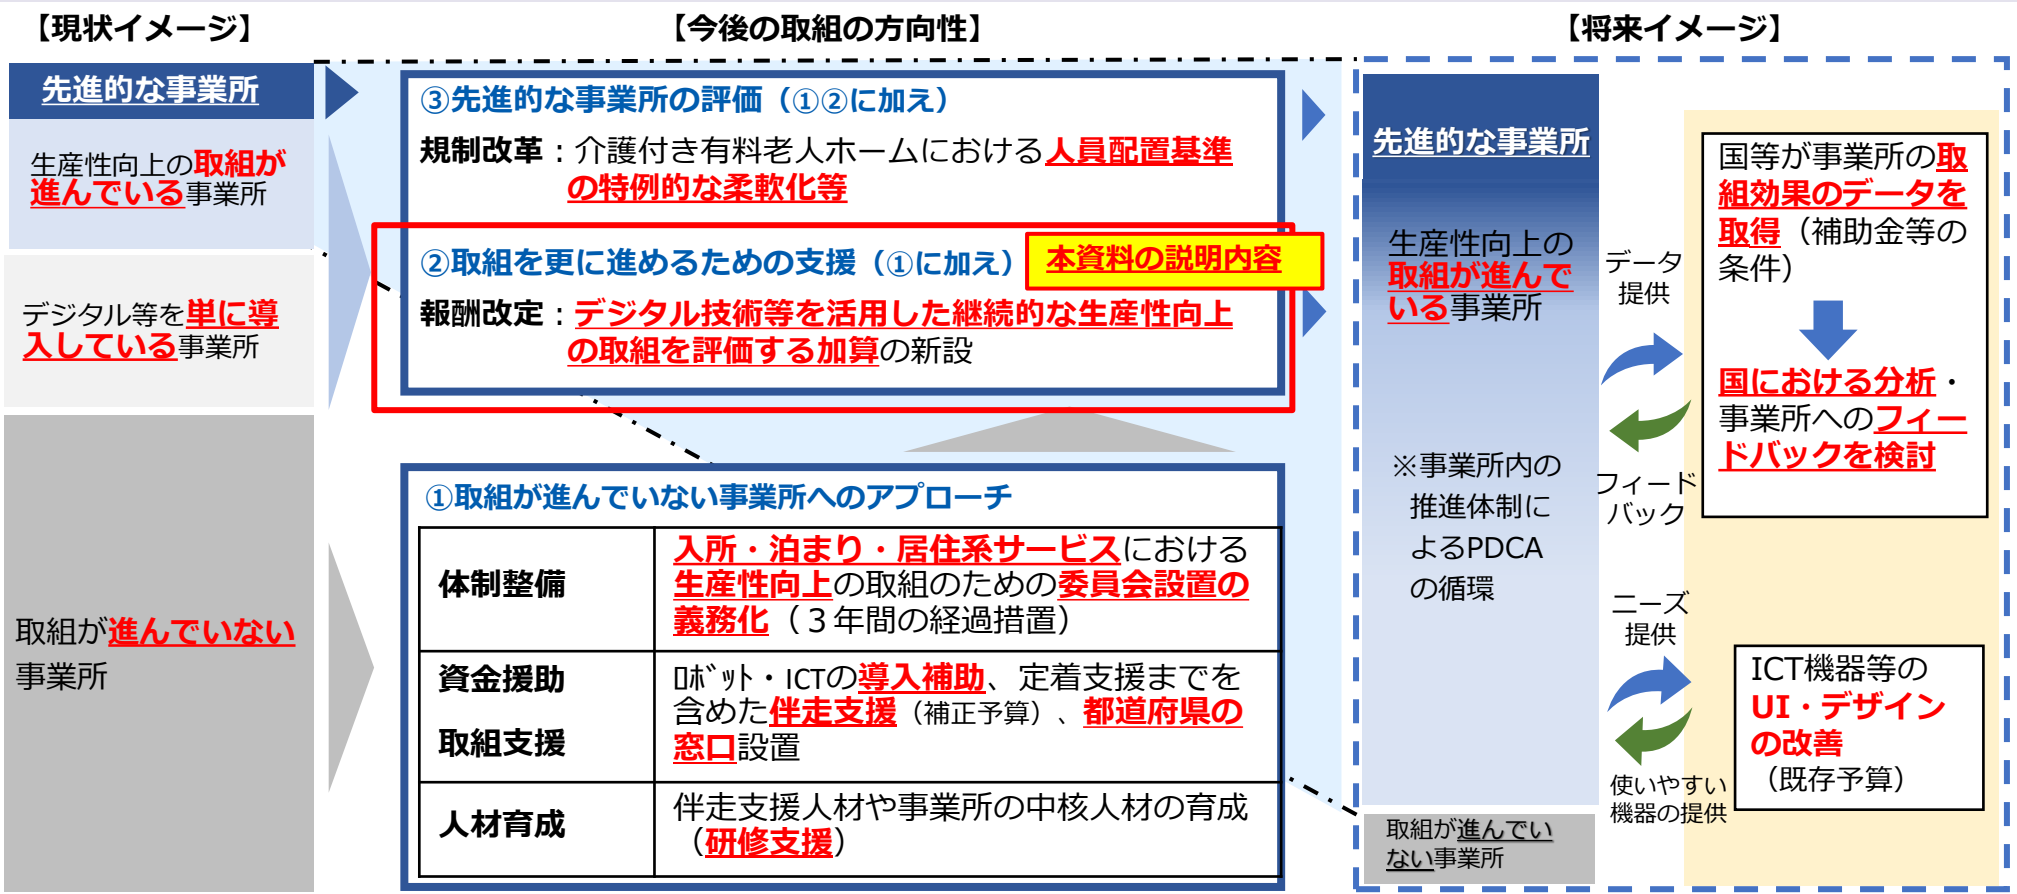 【現状イメージ】
【今後の取組の方向性】
【将来イメージ】
先進的な事業所
生産性向上の取組が
進んでいる事業所
デジタル等を単に導
入している事業所
取組が進んでいない
事業所
③先進的な事業所の評価（①②に加え）
規制改革：介護付き有料老人ホームにおける人員配置基準
の特例的な柔軟化等
②取組を更に進めるための支援（①に加え）
本資料の説明内容
報酬改定：デジタル技術等を活用した継続的な生産性向上
の取組を評価する加算の新設
①取組が進んでいない事業所へのアプローチ
体制整備
入所・泊まり・居住系サービスにおける
生産性向上の取組のための委員会設置の
義務化（３年間の経過措置）
資金援助
取組支援
ﾛﾎﾞｯﾄ・ICTの導入補助、定着支援までを
含めた伴走支援（補正予算）、都道府県の
窓口設置
人材育成
伴走支援人材や事業所の中核人材の育成
（研修支援）
先進的な事業所
生産性向上の
取組が進んで
いる事業所
※事業所内の
推進体制に
よるPDCA
の循環
取組が進んでい
ない事業所
データ
提供
フィード
バック
ニーズ
提供
使いやすい
機器の提供
国等が事業所の取
組効果のデータを
取得（補助金等の
条件）
国における分析・
事業所へのフィー
ドバックを検討
ICT機器等の
UI・デザイン
の改善
（既存予算）